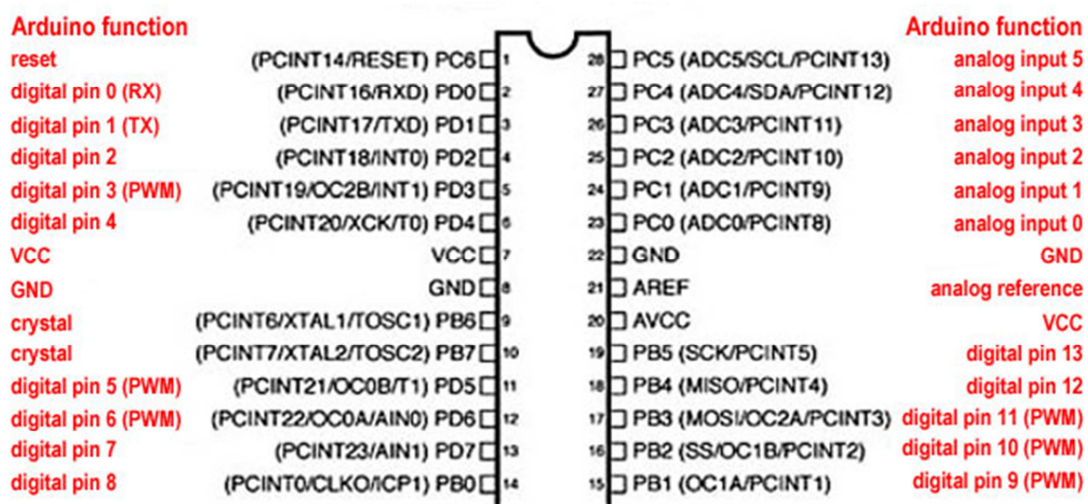 Arduino function Arduino function
reset (PCINT14/RESET) PC6 1 28 PC5 (ADC5/SCL/PCINT13) analog input 5
digital pin 0 (RX) (PCINT16/RXD) PD0 2 27 PC4 (ADC4/SDA/PCINT12) analog input 4
digital pin 1 (TX) (PCINT17/TXD) PD1 3 26 PC3 (ADC3/PCINT11) analog input 3
digital pin 2 (PCINT18/INT0) PD2 4 25 PC2 (ADC2/PCINT10) analog input 2
digital pin 3 (PWM) (PCINT19/OC2B/INT1) PD3 5 24 PC1 (ADC1/PCINT9) analog input 1
digital pin 4 (PCINT20/XCK/T0) PD4 6 23 PC0 (ADC0/PCINT8) analog input 0
VCC VCC 7 22 GND GND
GND GND 8 21 AREF analog reference
crystal (PCINT6/XTAL1/TOSC1) PB6 9 20 AVCC VCC
crystal (PCINT7/XTAL2/TOSC2) PB7 10 19 PB5 (SCK/PCINT5) digital pin 13
digital pin 5 (PWM) (PCINT21/OC0B/T1) PD5 11 18 PB4 (MISO/PCINT4) digital pin 12
digital pin 6 (PWM) (PCINT22/OC0A/AIN0) PD6 12 17 PB3 (MOSI/OC2A/PCINT3) digital pin 11 (PWM)
digital pin 7 (PCINT23/AIN1) PD7 13 16 PB2 (SS/OC1B/PCINT2) digital pin 10 (PWM)
digital pin 8 (PCINT0/CLKO/ICP1) PB0 14 15 PB1 (OC1A/PCINT1) digital pin 9 (PWM)